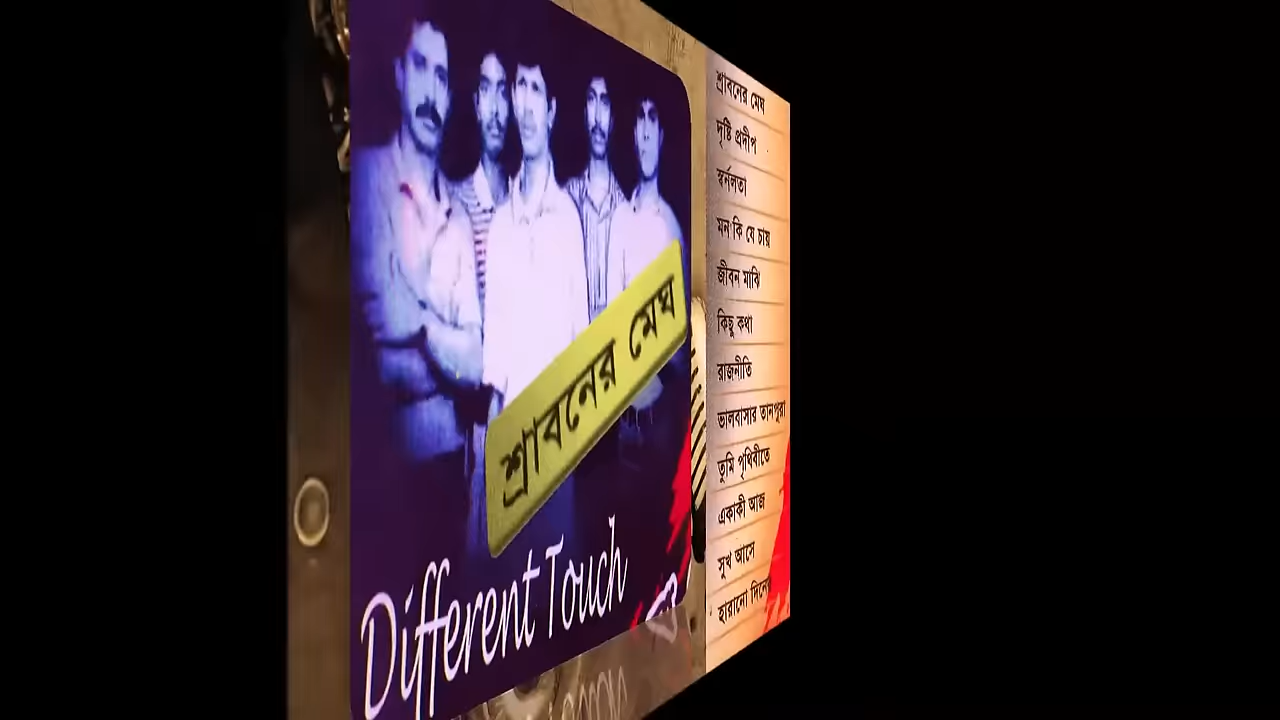 শ্রাবনের মেঘ
Different Touch
শ্রাবনের মেঘ
দৃষ্টি প্রদীপ
স্বর্নলতা
মন কি যে চায়
জীবন মাঝি
কিছু কথা
রাজনীতি
ভালবাসার তানপুরা
তুমি পৃথিবীতে
একাকী আজ
সুখ আসে
হারানো দিনের